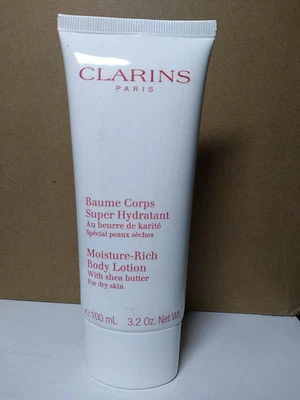 CLARINS
PARIS
Baume Corps
Super Hydratant
Au beurre de karité
Spécial peaux sèches
Moisture-Rich
Body Lotion
With shea butter
For dry skin
e 100 mL 3.2 Oz. Net